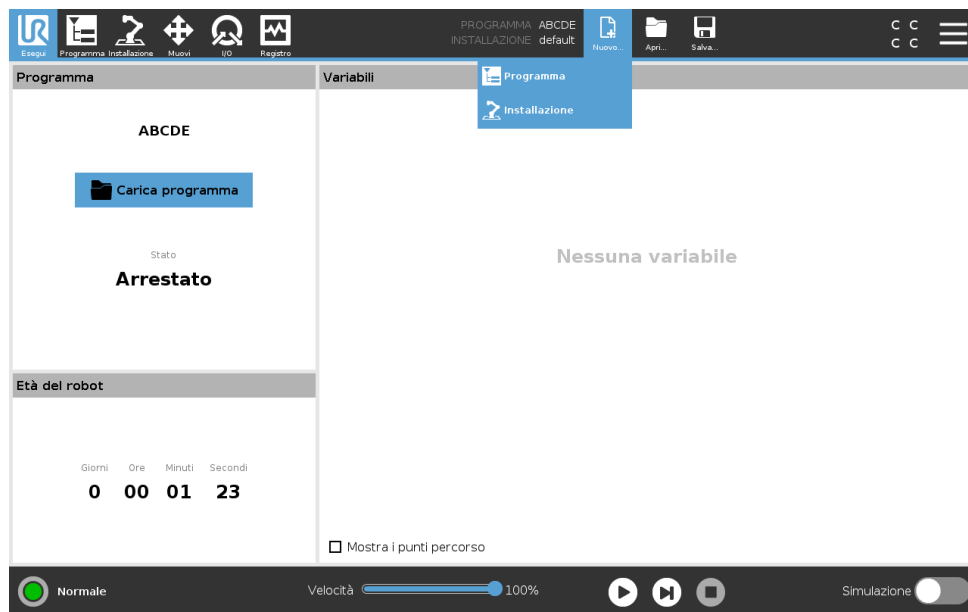 UR
Esegui
Programma
Installazione
Muovi
I/O
Registro
PROGRAMMA ABCDE
INSTALLAZIONE default
Nuovo...
Apri...
Salva...
C C
C C
Programma
Installazione
Programma
ABCDE
Carica programma
Stato
Arrestato
Età del robot
Giorni Ore Minuti Secondi
0 00 01 23
Variabili
Nessuna variabile
Mostra i punti percorso
Normale
Velocità 100%
Simulazione